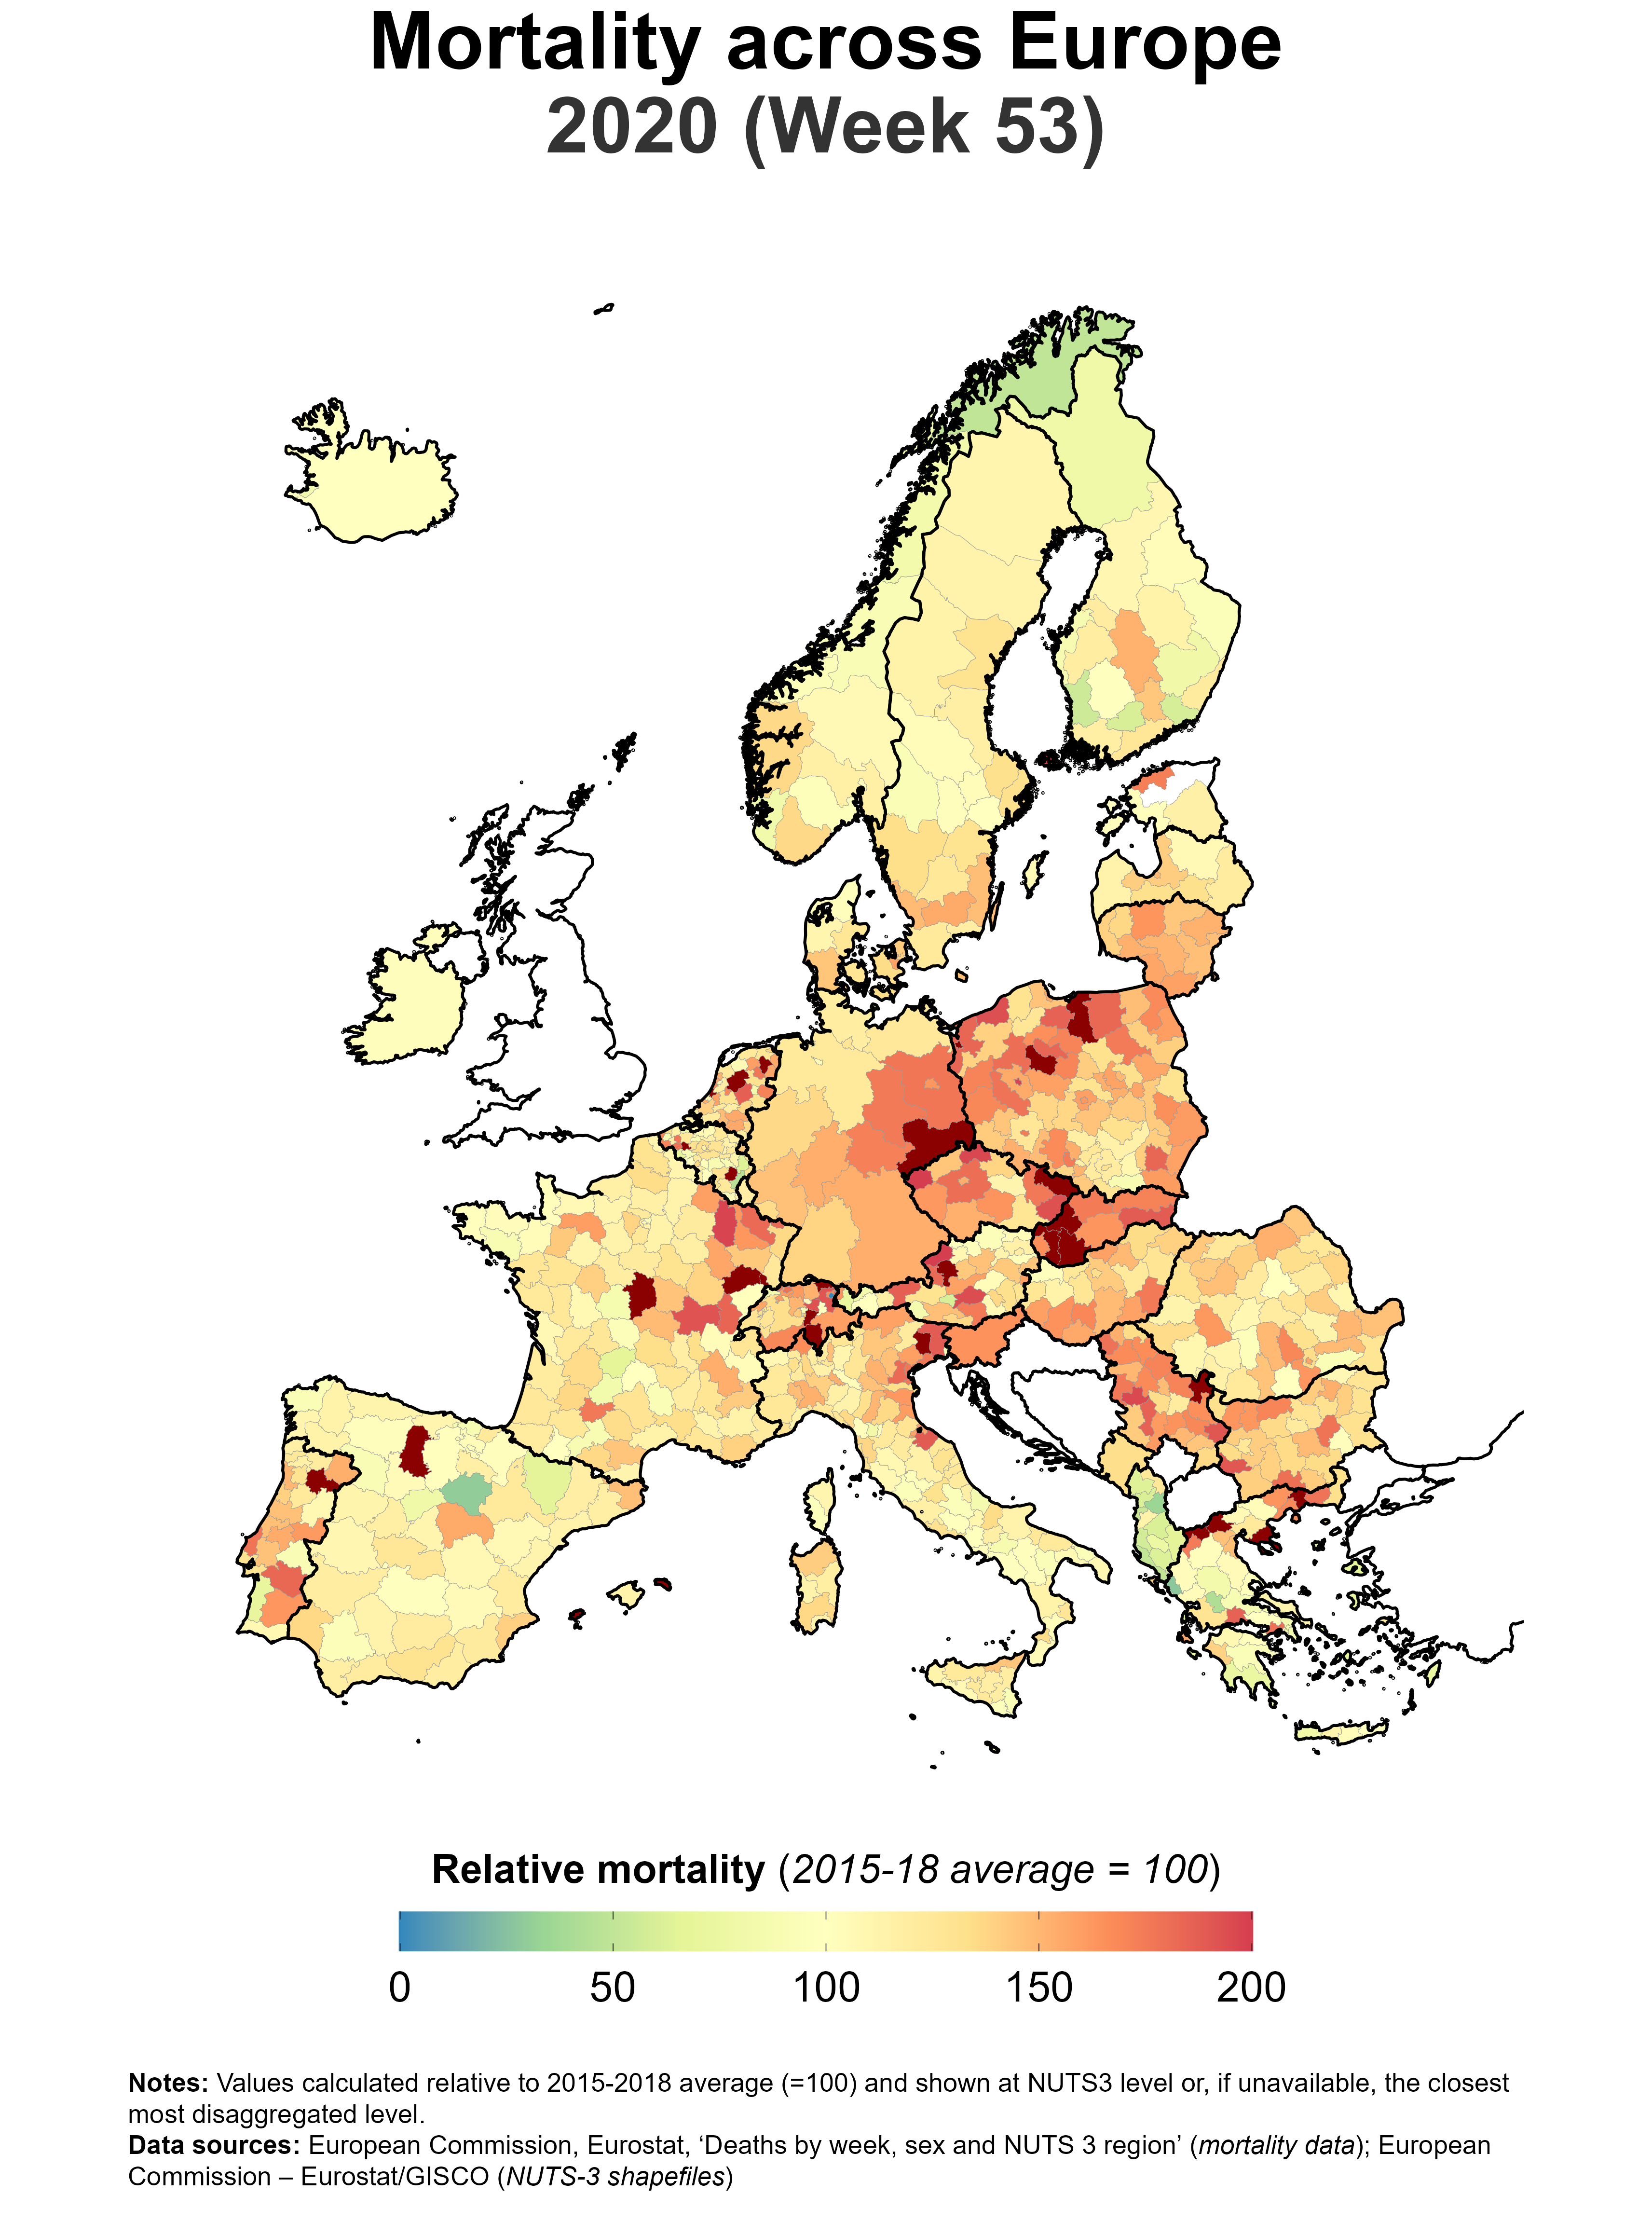 Mortality across Europe
2020 (Week 53)
Relative mortality (2015-18 average = 100)
0 50 100 150 200
Notes: Values calculated relative to 2015-2018 average (=100) and shown at NUTS3 level or, if unavailable, the closest
most disaggregated level.
Data sources: European Commission, Eurostat, ‘Deaths by week, sex and NUTS 3 region’ (mortality data); European
Commission – Eurostat/GISCO (NUTS-3 shapefiles)